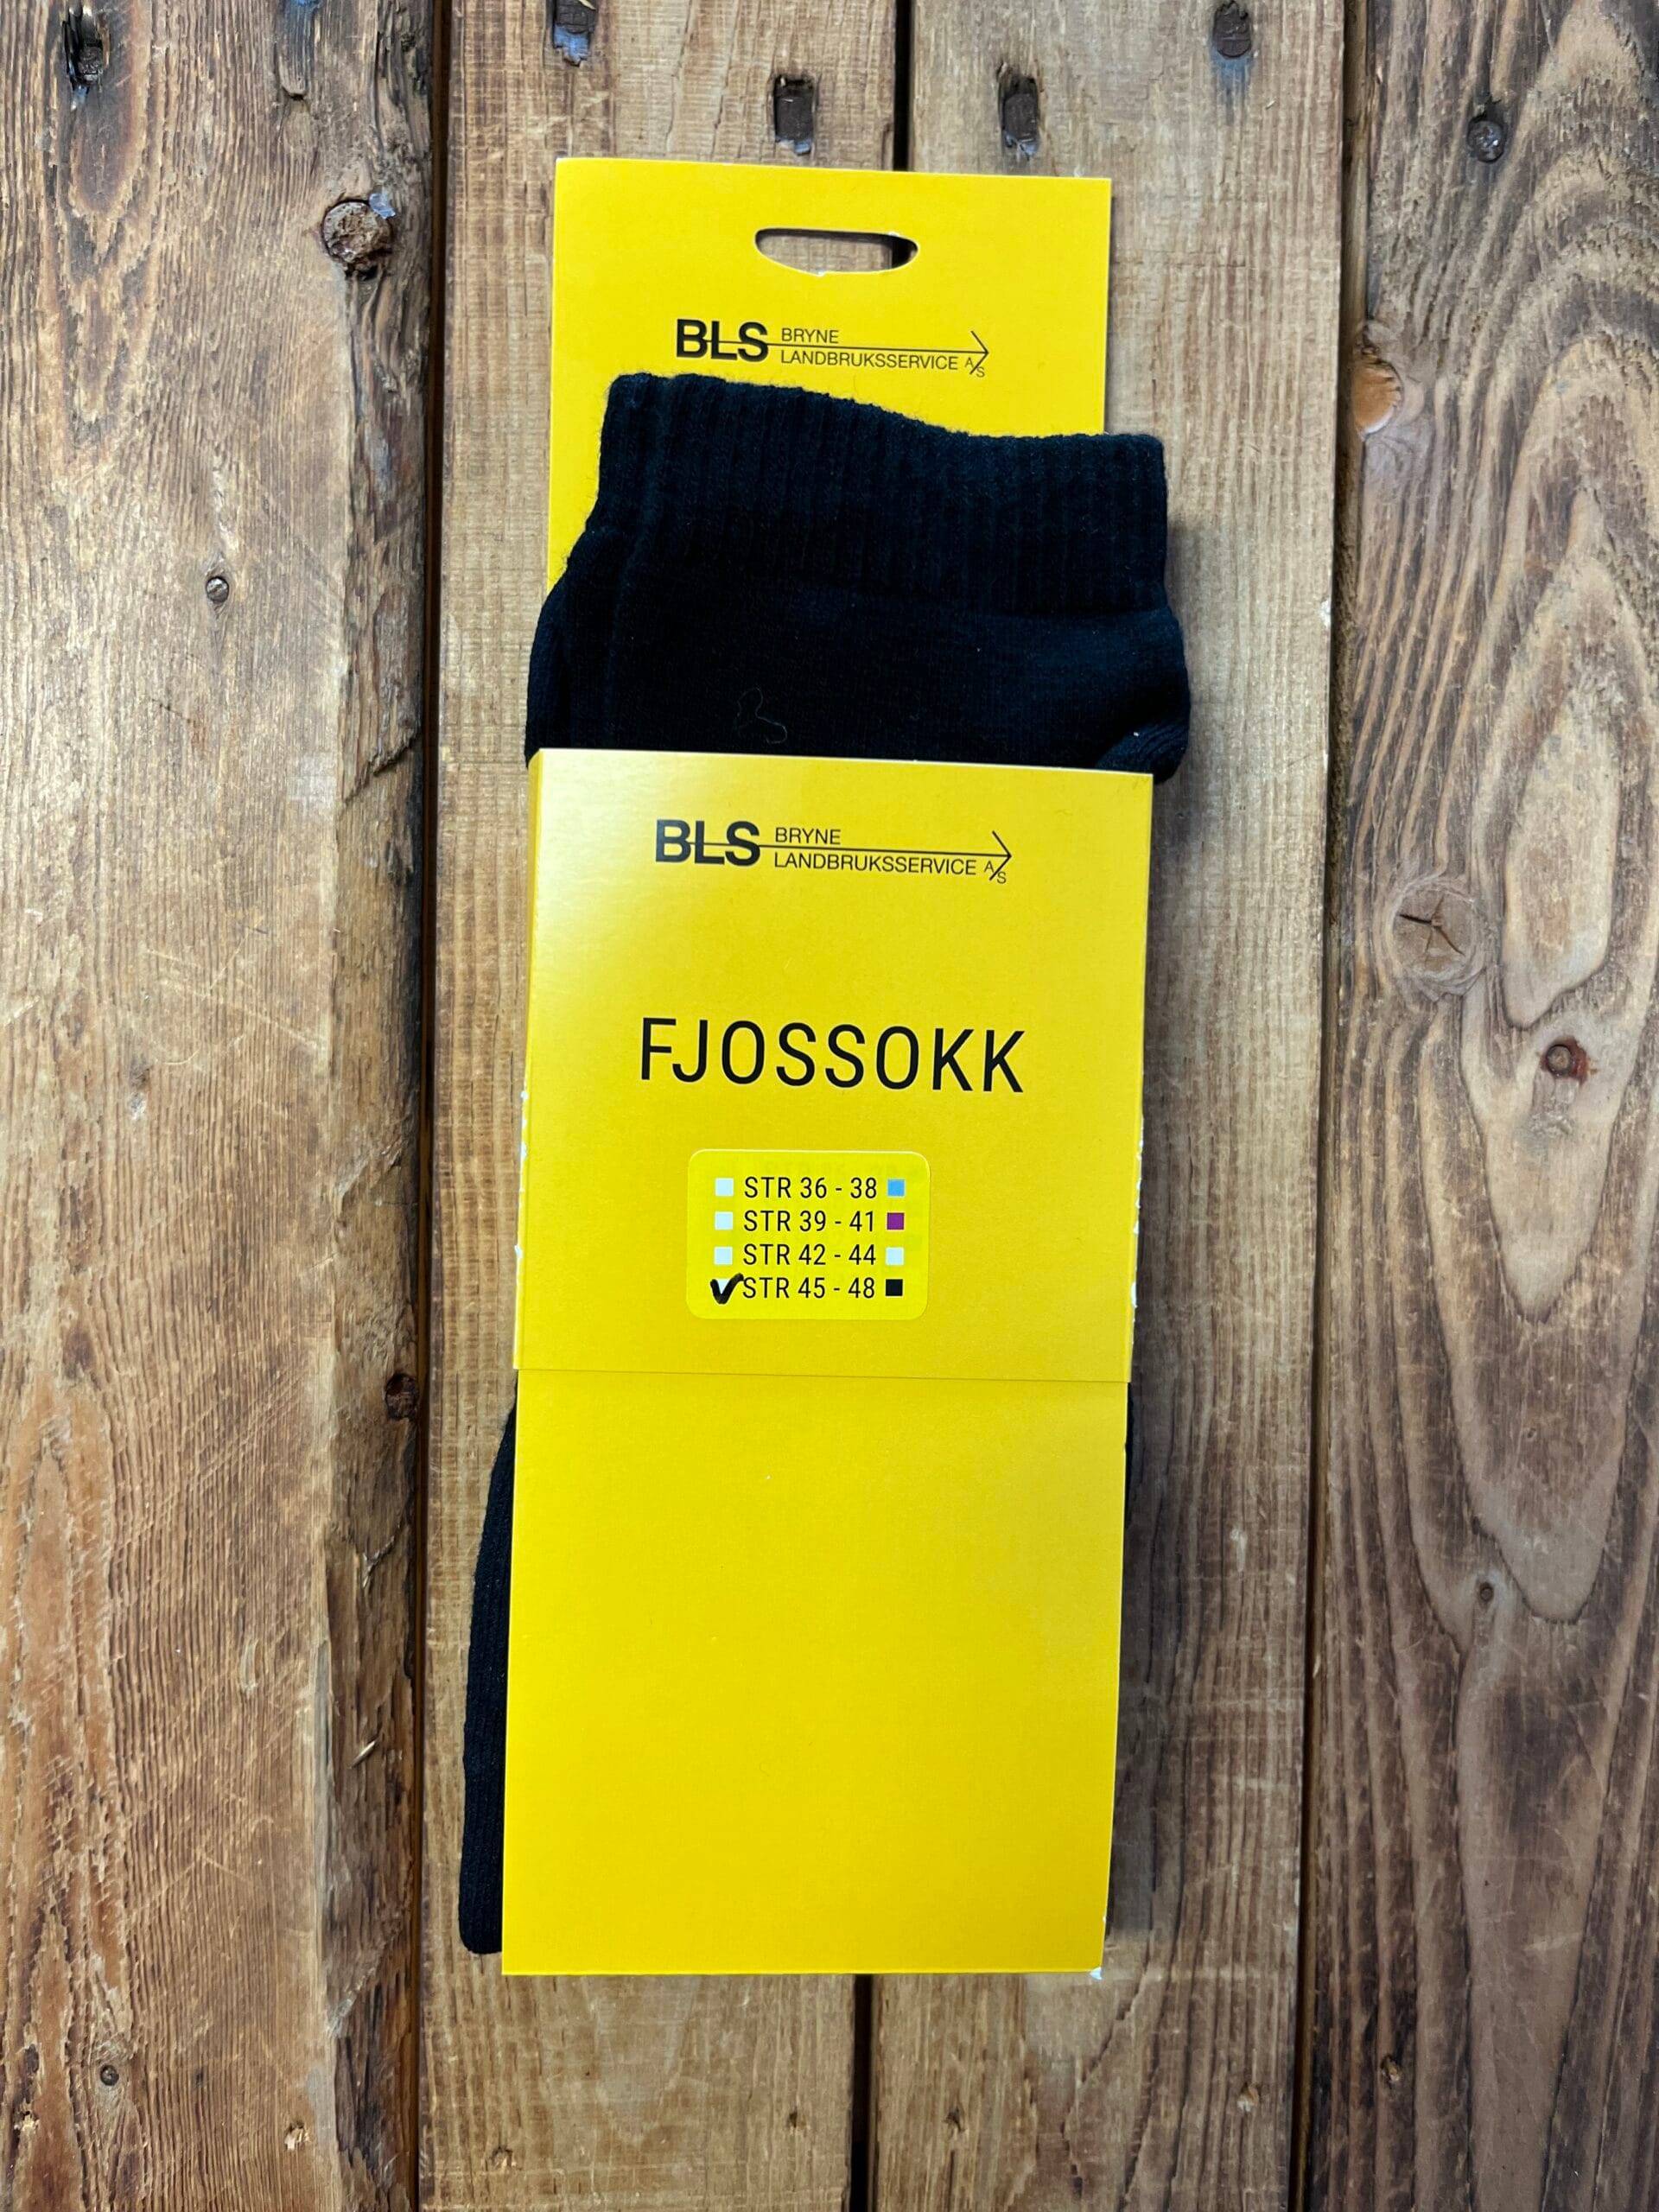 BLS BRYNE
LANDBRUKSSERVICE A/S
BLS BRYNE
LANDBRUKSSERVICE A/S
FJOSSOKK
STR 36 - 38
STR 39 - 41
STR 42 - 44
STR 45 - 48